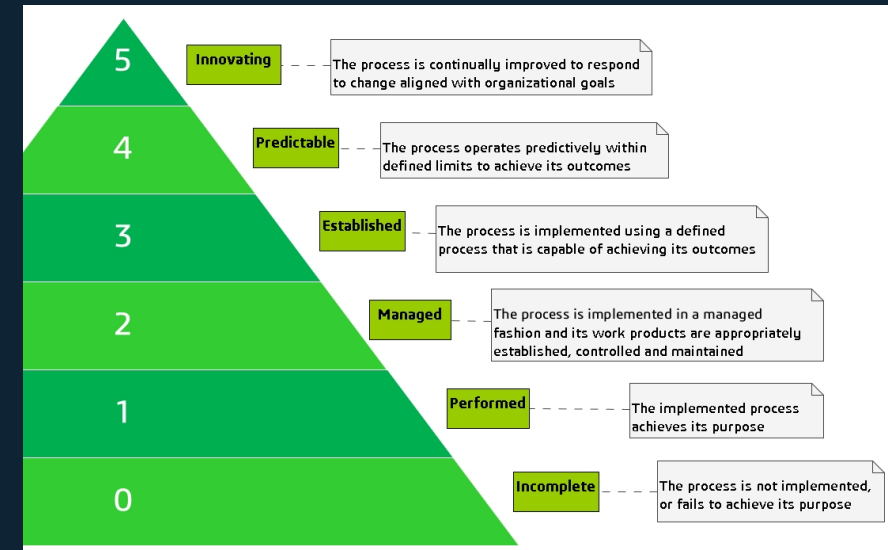 5
Innovating
The process is continually improved to respond
to change aligned with organizational goals
4
Predictable
The process operates predictively within
defined limits to achieve its outcomes
3
Established
The process is implemented using a defined
process that is capable of achieving its outcomes
2
Managed
The process is implemented in a managed
fashion and its work products are appropriately
established, controlled and maintained
1
Performed
The implemented process
achieves its purpose
0
Incomplete
The process is not implemented,
or fails to achieve its purpose